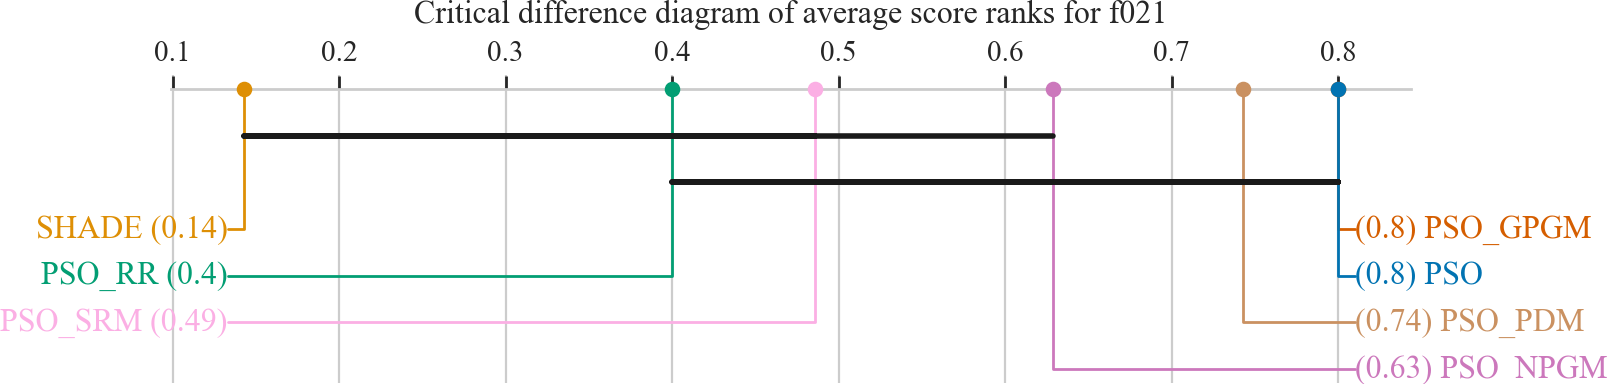 Critical difference diagram of average score ranks for f021
0.1 0.2 0.3 0.4 0.5 0.6 0.7 0.8
SHADE (0.14)
PSO_RR (0.4)
PSO_SRM (0.49)
(0.8) PSO_GPGM
(0.8) PSO
(0.74) PSO_PDM
(0.63) PSO_NPGM